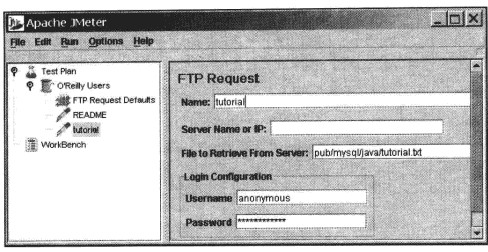 Apache JMeter
File Edit Run Options Help
Test Plan
O'Reilly Users
FTP Request Defaults
README
tutorial
WorkBench
FTP Request
Name: tutorial
Server Name or IP:
File to Retrieve From Server: pub/mysql/java/tutorial.txt
Login Configuration
Username anonymous
Password ************